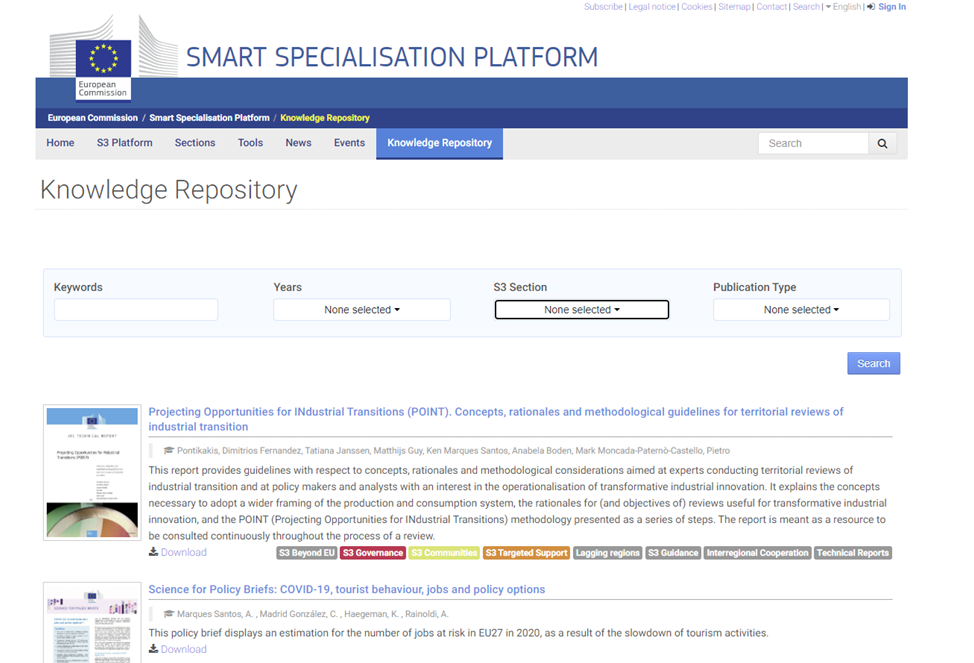 Subscribe | Legal notice | Cookies | Sitemap | Contact | Search | English | Sign In
SMART SPECIALISATION PLATFORM
European
Commission
European Commission / Smart Specialisation Platform / Knowledge Repository
Home S3 Platform Sections Tools News Events Knowledge Repository Search
Knowledge Repository
Keywords Years S3 Section Publication Type
None selected None selected None selected
Search
Projecting Opportunities for INdustrial Transitions (POINT). Concepts, rationales and methodological guidelines for territorial reviews of
industrial transition
JRC TECHNICAL REPORT
Projecting Opportunities for Industrial
Transitions (POINT)
Pontikakis, Dimitrios Fernandez, Tatiana Janssen, Matthijs Guy, Ken Marques Santos, Anabela Boden, Mark Moncada-Paternò-Castello, Pietro
This report provides guidelines with respect to concepts, rationales and methodological considerations aimed at experts conducting territorial reviews of
industrial transition and at policy makers and analysts with an interest in the operationalisation of transformative industrial innovation. It explains the concepts
necessary to adopt a wider framing of the production and consumption system, the rationales for (and objectives of) reviews useful for transformative industrial
innovation, and the POINT (Projecting Opportunities for INdustrial Transitions) methodology presented as a series of steps. The report is meant as a resource to
be consulted continuously throughout the process of a review.
Download S3 Beyond EU S3 Governance S3 Communities S3 Targeted Support Lagging regions S3 Guidance Interregional Cooperation Technical Reports
Science for Policy Briefs: COVID-19, tourist behaviour, jobs and policy options
Marques Santos, A. , Madrid González, C. , Haegeman, K. , Rainoldi, A.
This policy brief displays an estimation for the number of jobs at risk in EU27 in 2020, as a result of the slowdown of tourism activities.
Download